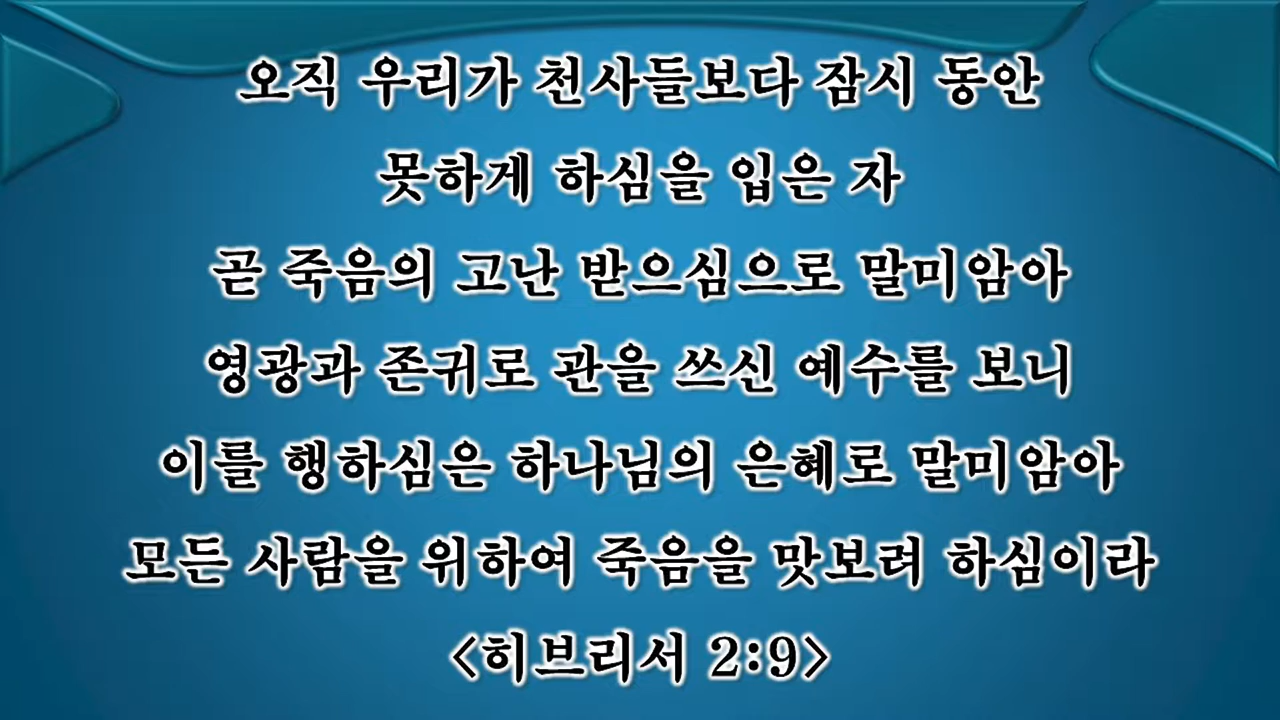 오직 우리가 천사들보다 잠시 동안
못하게 하심을 입은 자
곧 죽음의 고난 받으심으로 말미암아
영광과 존귀로 관을 쓰신 예수를 보니
이를 행하심은 하나님의 은혜로 말미암아
모든 사람을 위하여 죽음을 맛보려 하심이라
<히브리서 2:9>